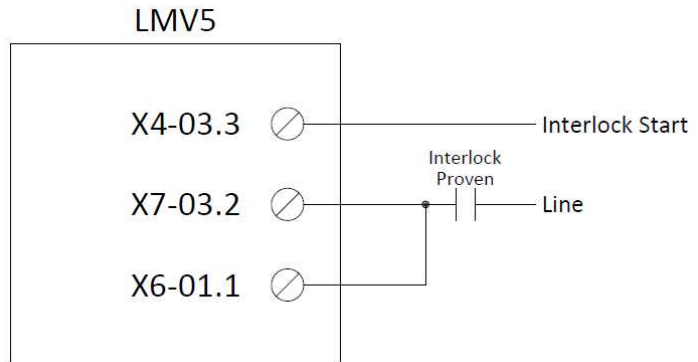 LMV5
X4-03.3
Interlock Start
Interlock
Proven
X7-03.2
Line
X6-01.1